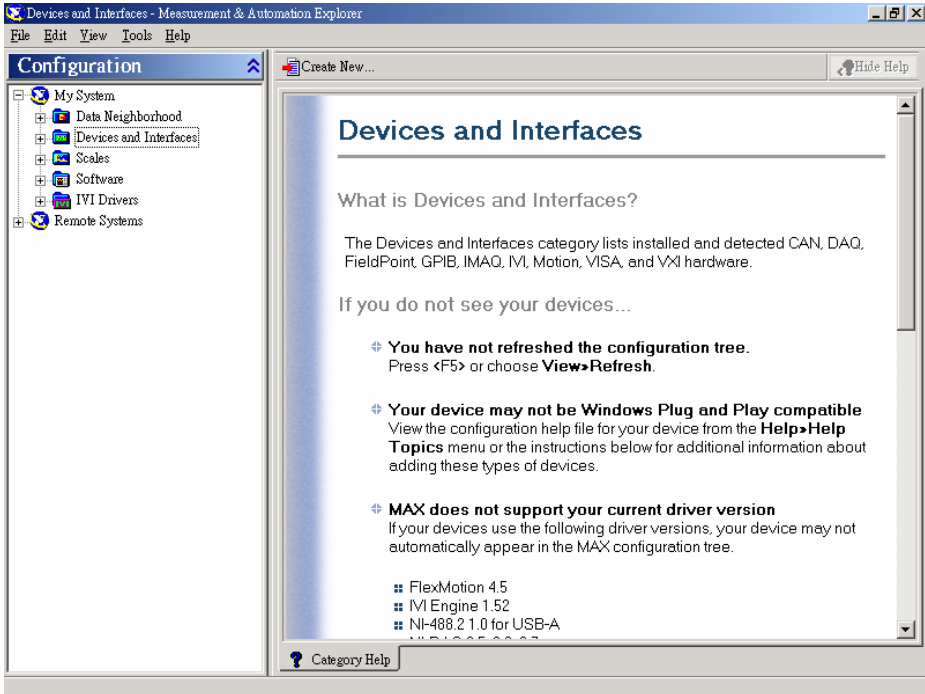 Devices and Interfaces - Measurement & Automation Explorer
File Edit View Tools Help
Configuration
My System
Data Neighborhood
Devices and Interfaces
Scales
Software
IVI Drivers
Remote Systems
Create New...
Hide Help
Devices and Interfaces
What is Devices and Interfaces?
The Devices and Interfaces category lists installed and detected CAN, DAQ,
FieldPoint, GPIB, IMAQ, IVI, Motion, VISA, and VXI hardware.
If you do not see your devices...
You have not refreshed the configuration tree.
Press <F5> or choose View»Refresh.
Your device may not be Windows Plug and Play compatible
View the configuration help file for your device from the Help»Help
Topics menu or the instructions below for additional information about
adding these types of devices.
MAX does not support your current driver version
If your devices use the following driver versions, your device may not
automatically appear in the MAX configuration tree.
FlexMotion 4.5
IVI Engine 1.52
NI-488.2 1.0 for USB-A
Category Help